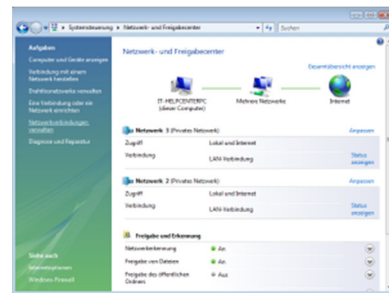 Systemsteuerung ▸ Netzwerk- und Freigabecenter
Suchen
Aufgaben
Computer und Geräte anzeigen
Verbindung mit einem
Netzwerk herstellen
Drahtlosnetzwerke verwalten
Eine Verbindung oder ein
Netzwerk einrichten
Netzwerkverbindungen
verwalten
Diagnose und Reparatur
Siehe auch
Internetoptionen
Windows-Firewall
Netzwerk- und Freigabecenter
Gesamtübersicht anzeigen
IT-HELPCENTERPC
(dieser Computer)
Mehrere Netzwerke
Internet
Netzwerk 3 (Privates Netzwerk) Anpassen
Zugriff Lokal und Internet
Verbindung LAN-Verbindung Status
anzeigen
Netzwerk 2 (Privates Netzwerk) Anpassen
Zugriff Lokal und Internet
Verbindung LAN-Verbindung Status
anzeigen
Freigabe und Erkennung
Netzwerkerkennung An
Freigabe von Dateien An
Freigabe des öffentlichen Aus
Ordners